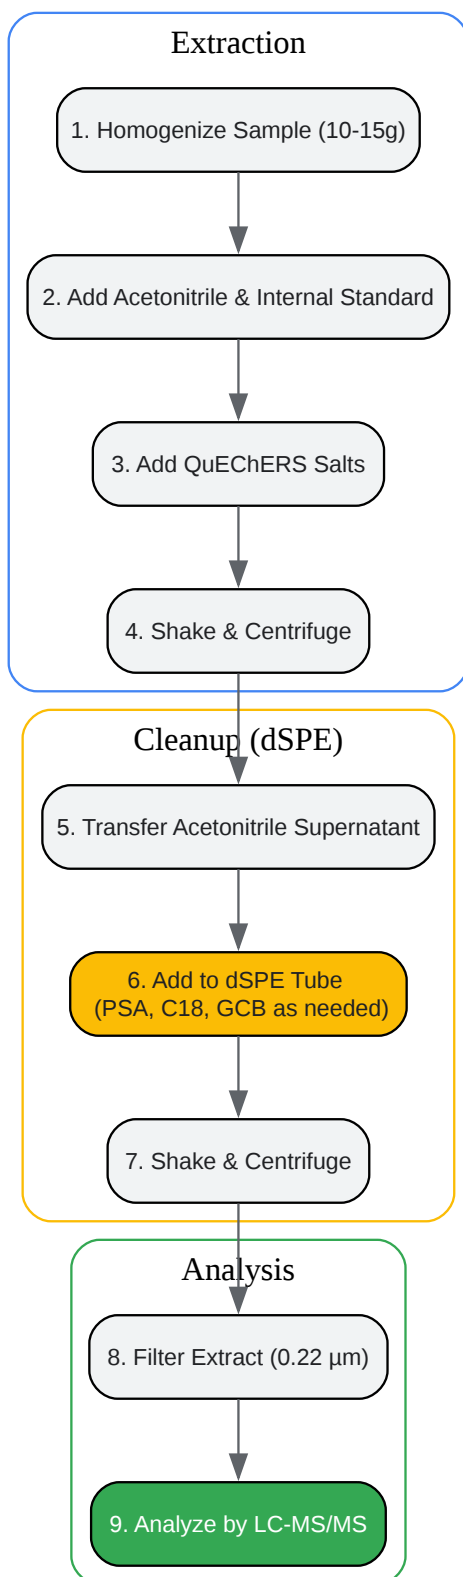 Extraction
1. Homogenize Sample (10-15g)
2. Add Acetonitrile & Internal Standard
3. Add QuEChERS Salts
4. Shake & Centrifuge
Cleanup (dSPE)
5. Transfer Acetonitrile Supernatant
6. Add to dSPE Tube
(PSA, C18, GCB as needed)
7. Shake & Centrifuge
Analysis
8. Filter Extract (0.22 µm)
9. Analyze by LC-MS/MS